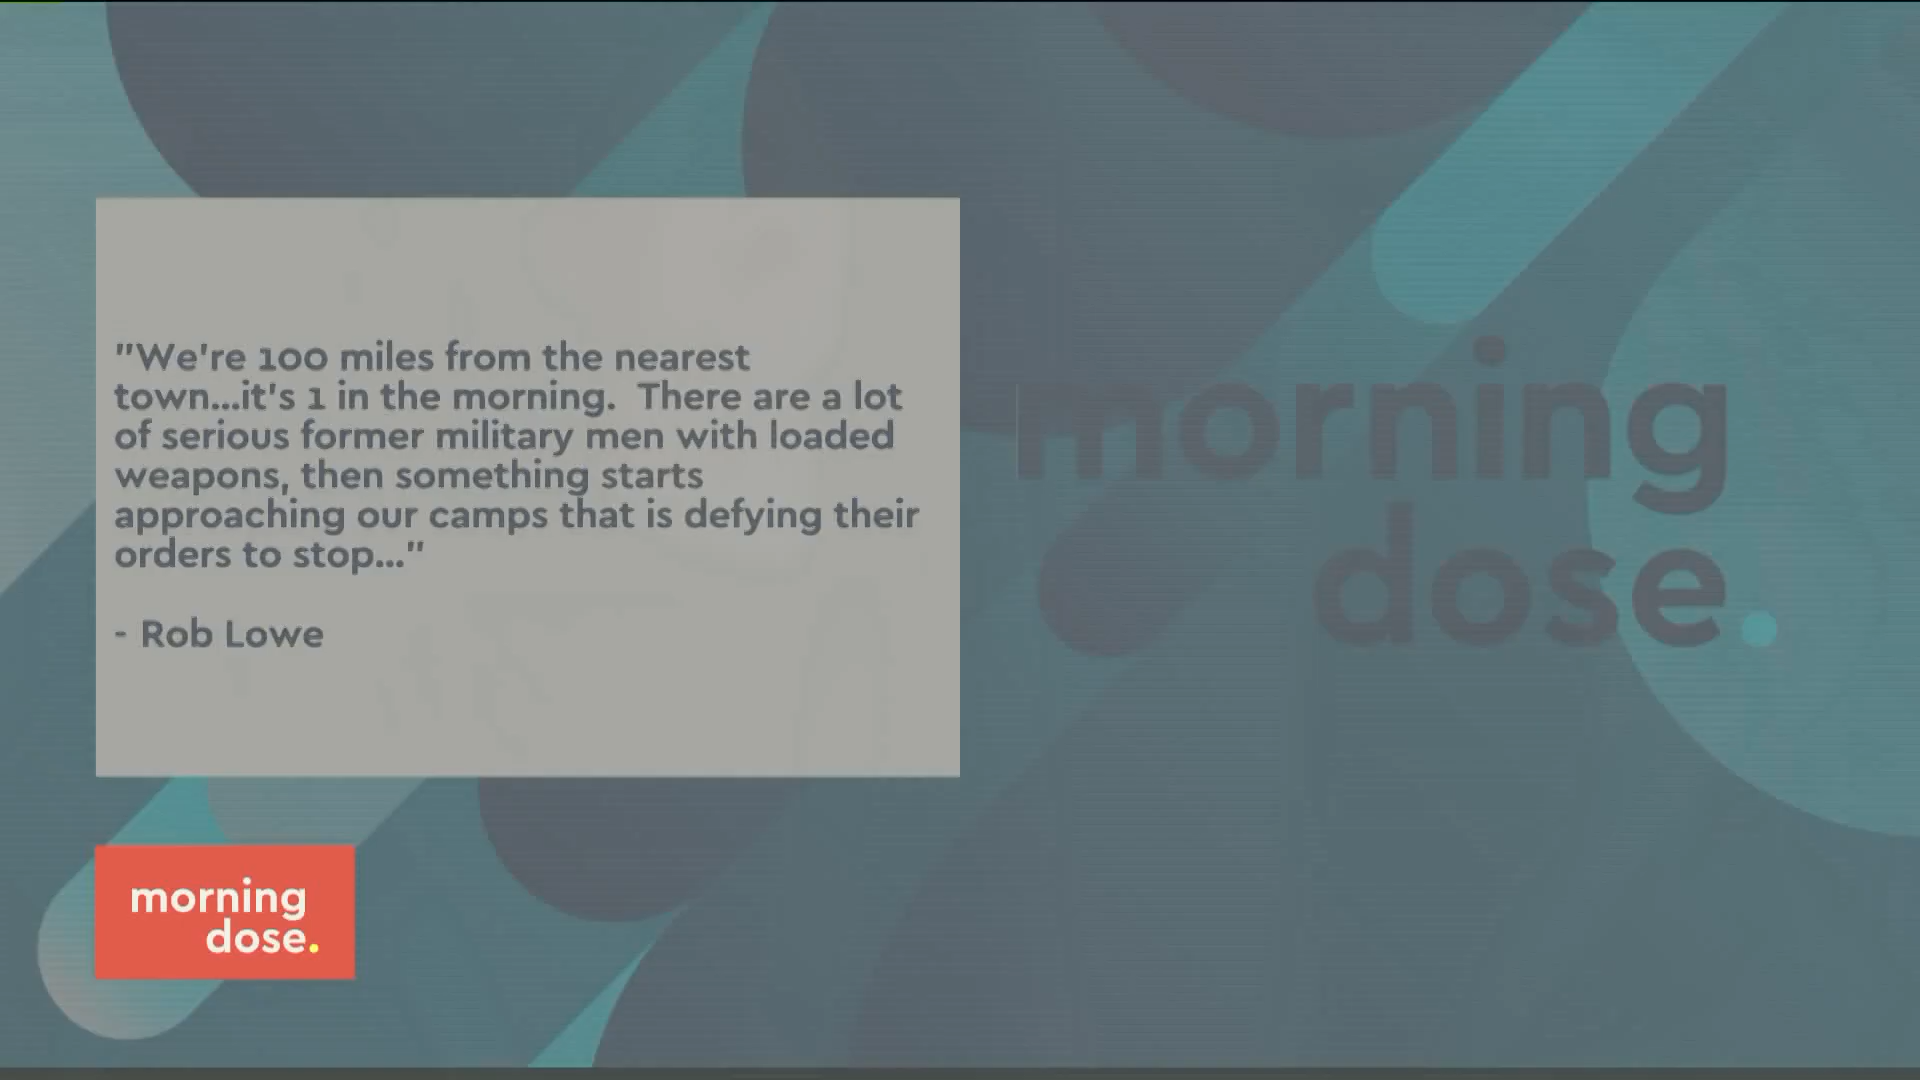 "We're 100 miles from the nearest
town...it's 1 in the morning.  There are a lot
of serious former military men with loaded
weapons, then something starts
approaching our camps that is defying their
orders to stop..."
- Rob Lowe
morning
dose.
morning
dose.